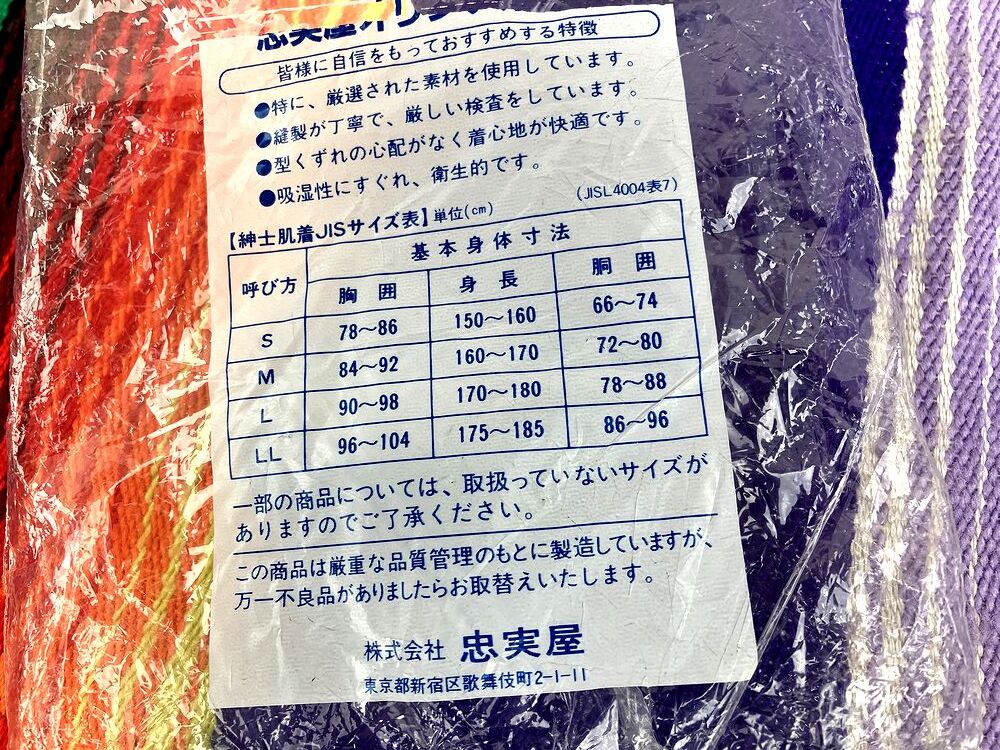 忠実屋オリジ
皆様に自信をもっておすすめする特徴
●特に、厳選された素材を使用しています。
●縫製が丁寧で、厳しい検査をしています。
●型くずれの心配がなく着心地が快適です。
●吸湿性にすぐれ、衛生的です。
(JISL4004表7)
【紳士肌着JISサイズ表】単位(cm)
呼び方 基本身体寸法
胸囲 身長 胴囲
S 78〜86 150〜160 66〜74
M 84〜92 160〜170 72〜80
L 90〜98 170〜180 78〜88
LL 96〜104 175〜185 86〜96
一部の商品については、取扱っていないサイズが
ありますのでご了承ください。
この商品は厳重な品質管理のもとに製造していますが、
万一不良品がありましたらお取替えいたします。
株式会社 忠実屋
東京都新宿区歌舞伎町2-1-11